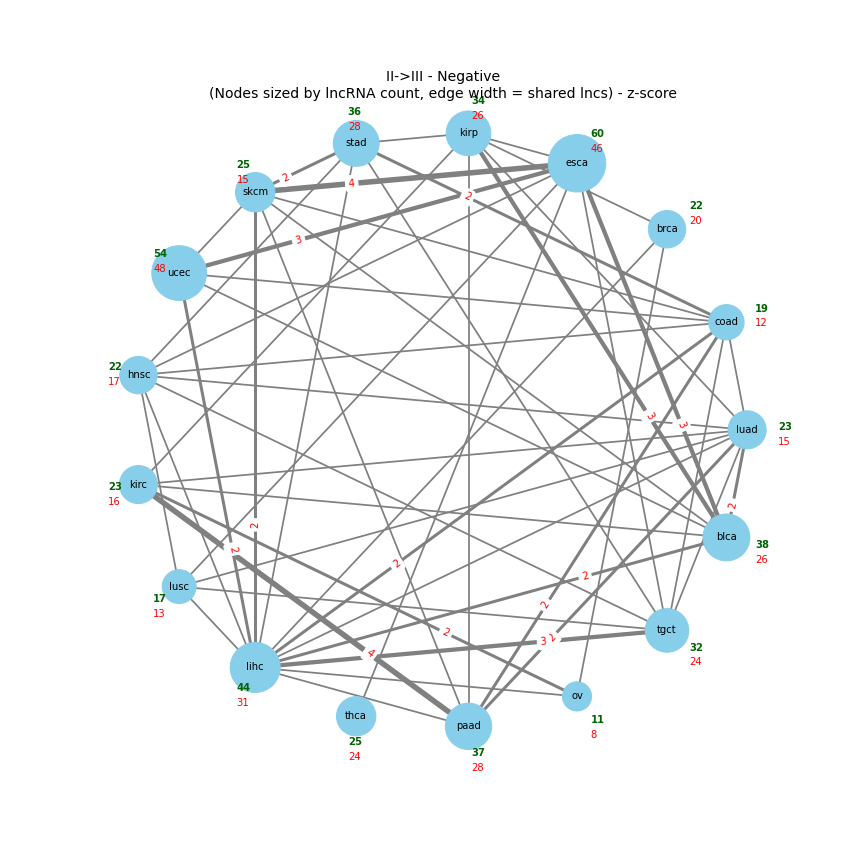 II->III - Negative
(Nodes sized by lncRNA count, edge width = shared lncs) - z-score
34
26
kirp
36
28
stad
60
46
esca
25
15
skcm
2
4
2
22
20
brca
54
48
ucec
3
19
12
coad
22
17
hnsc
3
3
23
15
luad
23
16
kirc
2
2
38
26
blca
2
2
2
17
13
lusc
2
2
32
24
tgct
3
2
4
44
31
lihc
11
8
ov
25
24
thca
37
28
paad